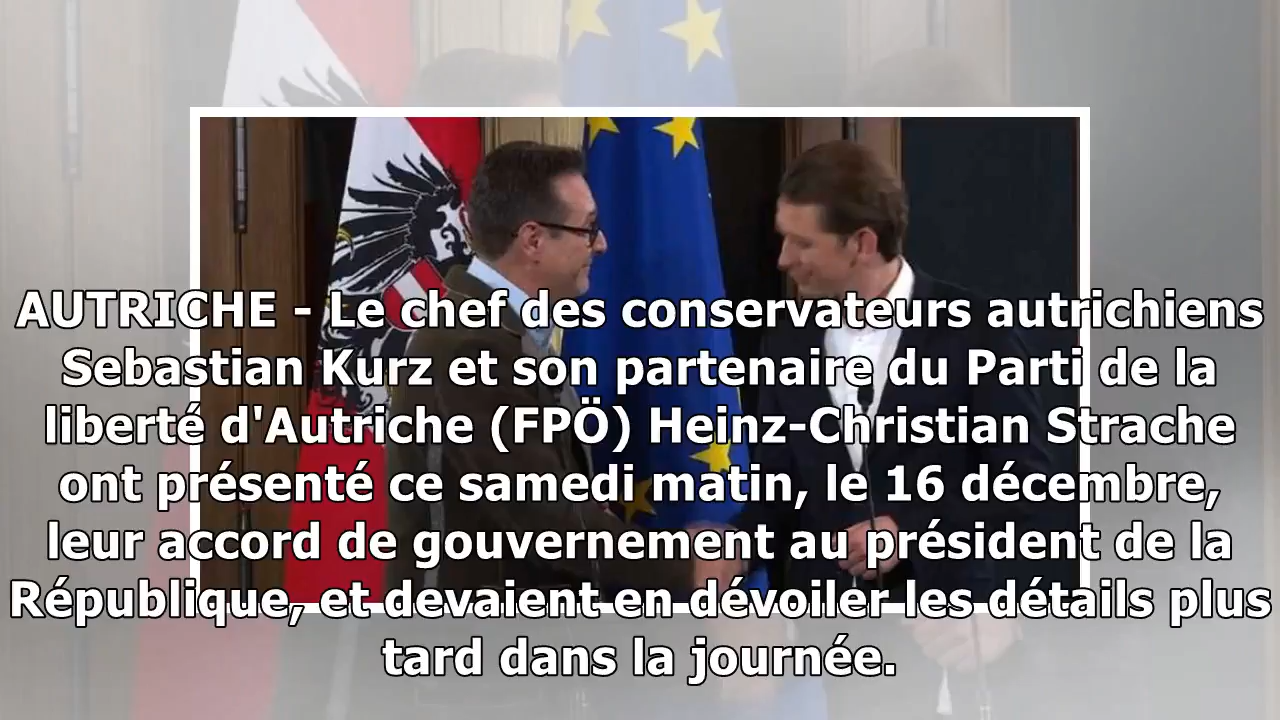 AUTRICHE - Le chef des conservateurs autrichiens
Sebastian Kurz et son partenaire du Parti de la
liberté d'Autriche (FPÖ) Heinz-Christian Strache
ont présenté ce samedi matin, le 16 décembre,
leur accord de gouvernement au président de la
République, et devaient en dévoiler les détails plus
tard dans la journée.